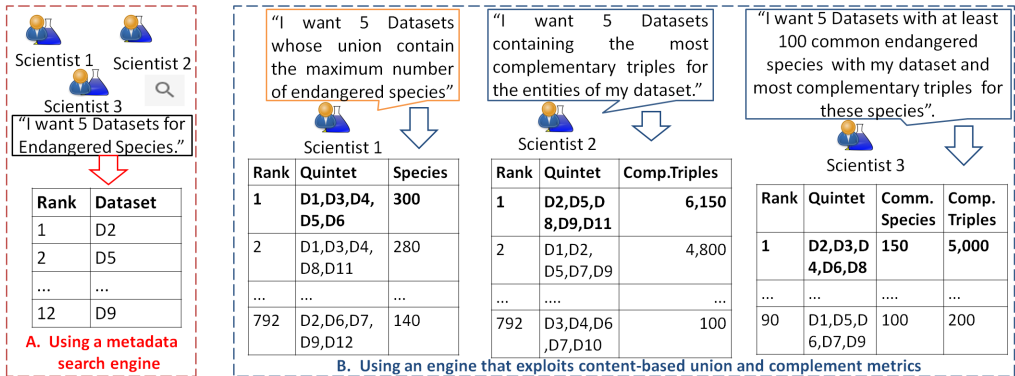 Scientist 1
Scientist 2
Scientist 3
“I want 5 Datasets for
Endangered Species.”
Rank Dataset
1 D2
2 D5
... ...
12 D9
A. Using a metadata
search engine
“I want 5 Datasets
whose union contain
the maximum number
of endangered species”
Scientist 1
Rank Quintet Species
1 D1,D3,D4, 300
D5,D6
2 D1,D3,D4, 280
D8,D11
... .... ...
792 D2,D6,D7, 140
D9,D12
“I want 5 Datasets
containing the most
complementary triples for
the entities of my dataset.”
Scientist 2
Rank Quintet Comp.Triples
1 D2,D5,D 6,150
8,D9,D11
2 D1,D2, 4,800
D5,D7,D9
... .... ...
792 D3,D4,D6 100
,D7,D10
“I want 5 Datasets with at least
100 common endangered
species with my dataset and
most complementary triples for
these species”.
Scientist 3
Rank Quintet Comm. Comp.
Species Triples
1 D2,D3,D 150 5,000
4,D6,D8
... ... .... ...
90 D1,D5,D 100 200
6,D7,D9
B. Using an engine that exploits content-based union and complement metrics